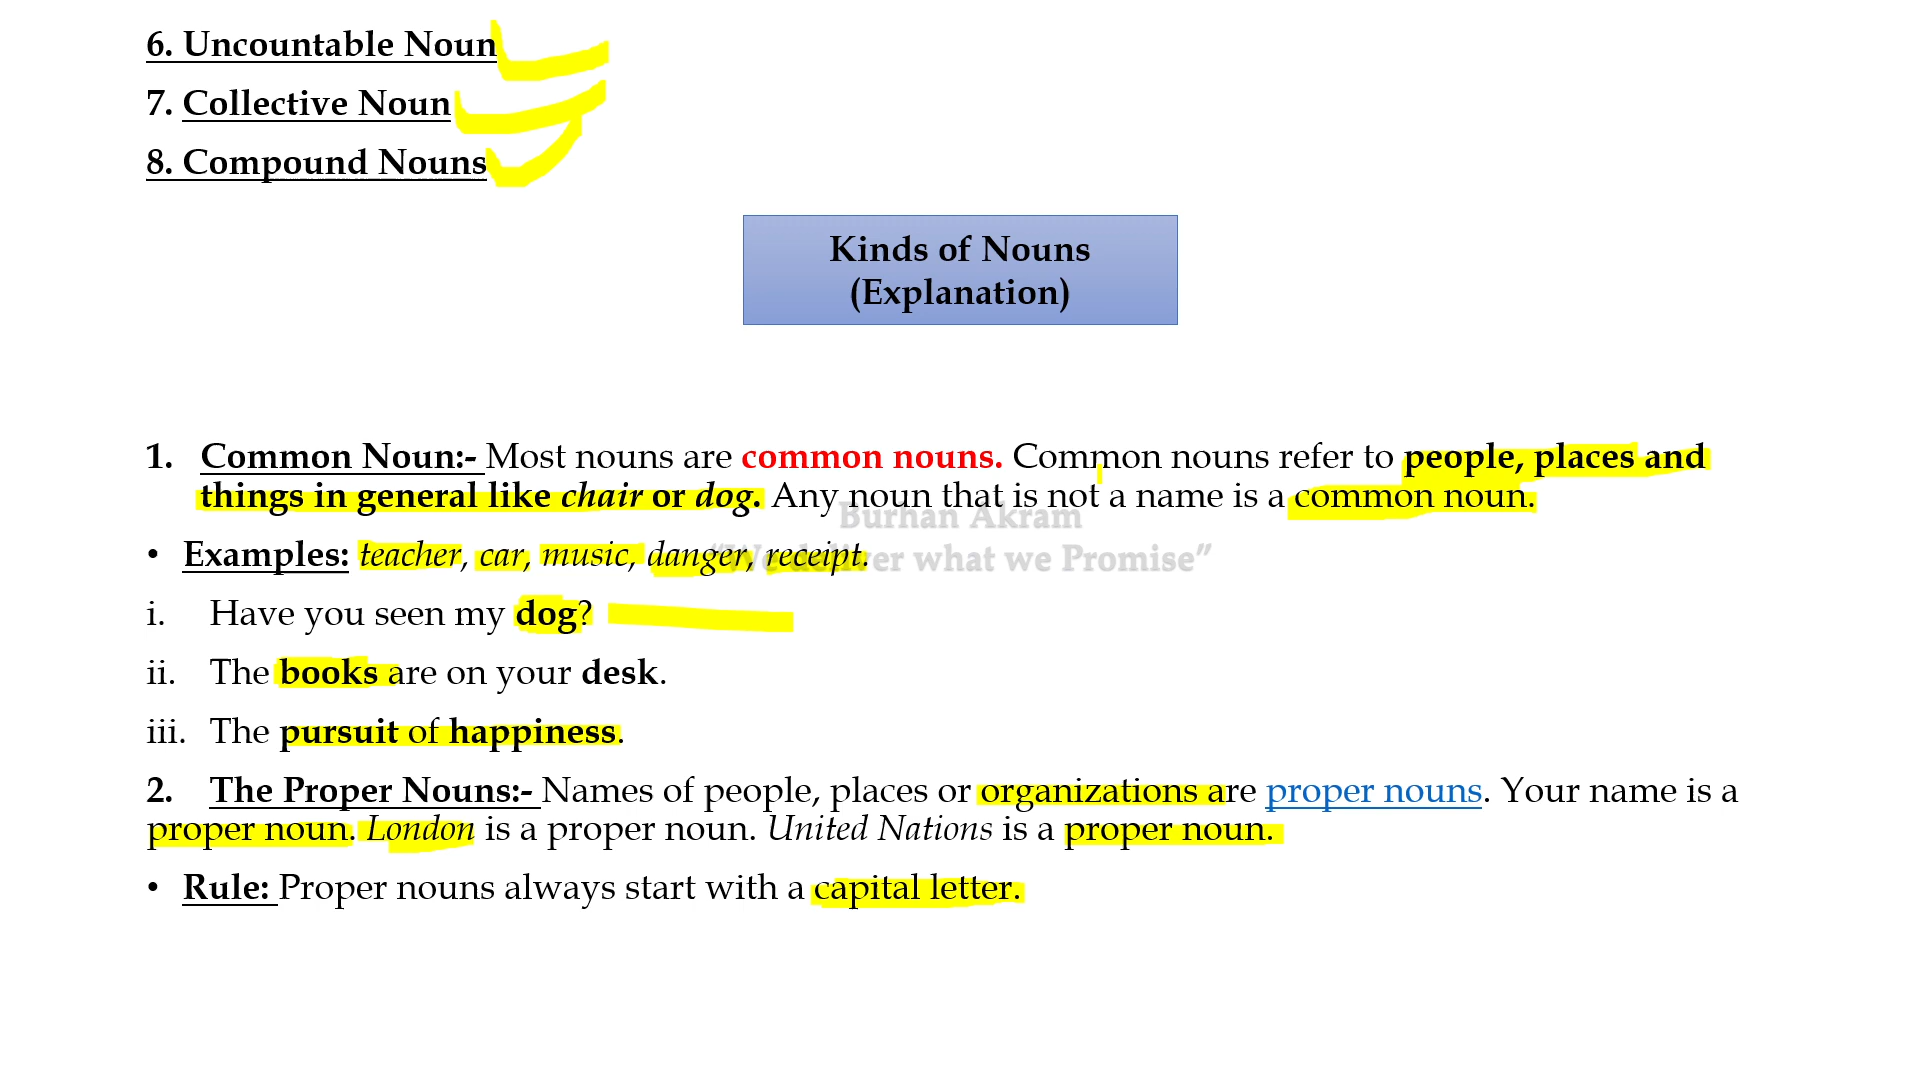 6. Uncountable Noun
7. Collective Noun
8. Compound Nouns
Kinds of Nouns
(Explanation)
1. Common Noun:- Most nouns are common nouns. Common nouns refer to people, places and
things in general like chair or dog. Any noun that is not a name is a common noun.
Burhan Akram
• Examples: teacher, car, music, danger, receipt.
"We deliver what we Promise"
i. Have you seen my dog?
ii. The books are on your desk.
iii. The pursuit of happiness.
2. The Proper Nouns:- Names of people, places or organizations are proper nouns. Your name is a
proper noun. London is a proper noun. United Nations is a proper noun.
• Rule: Proper nouns always start with a capital letter.